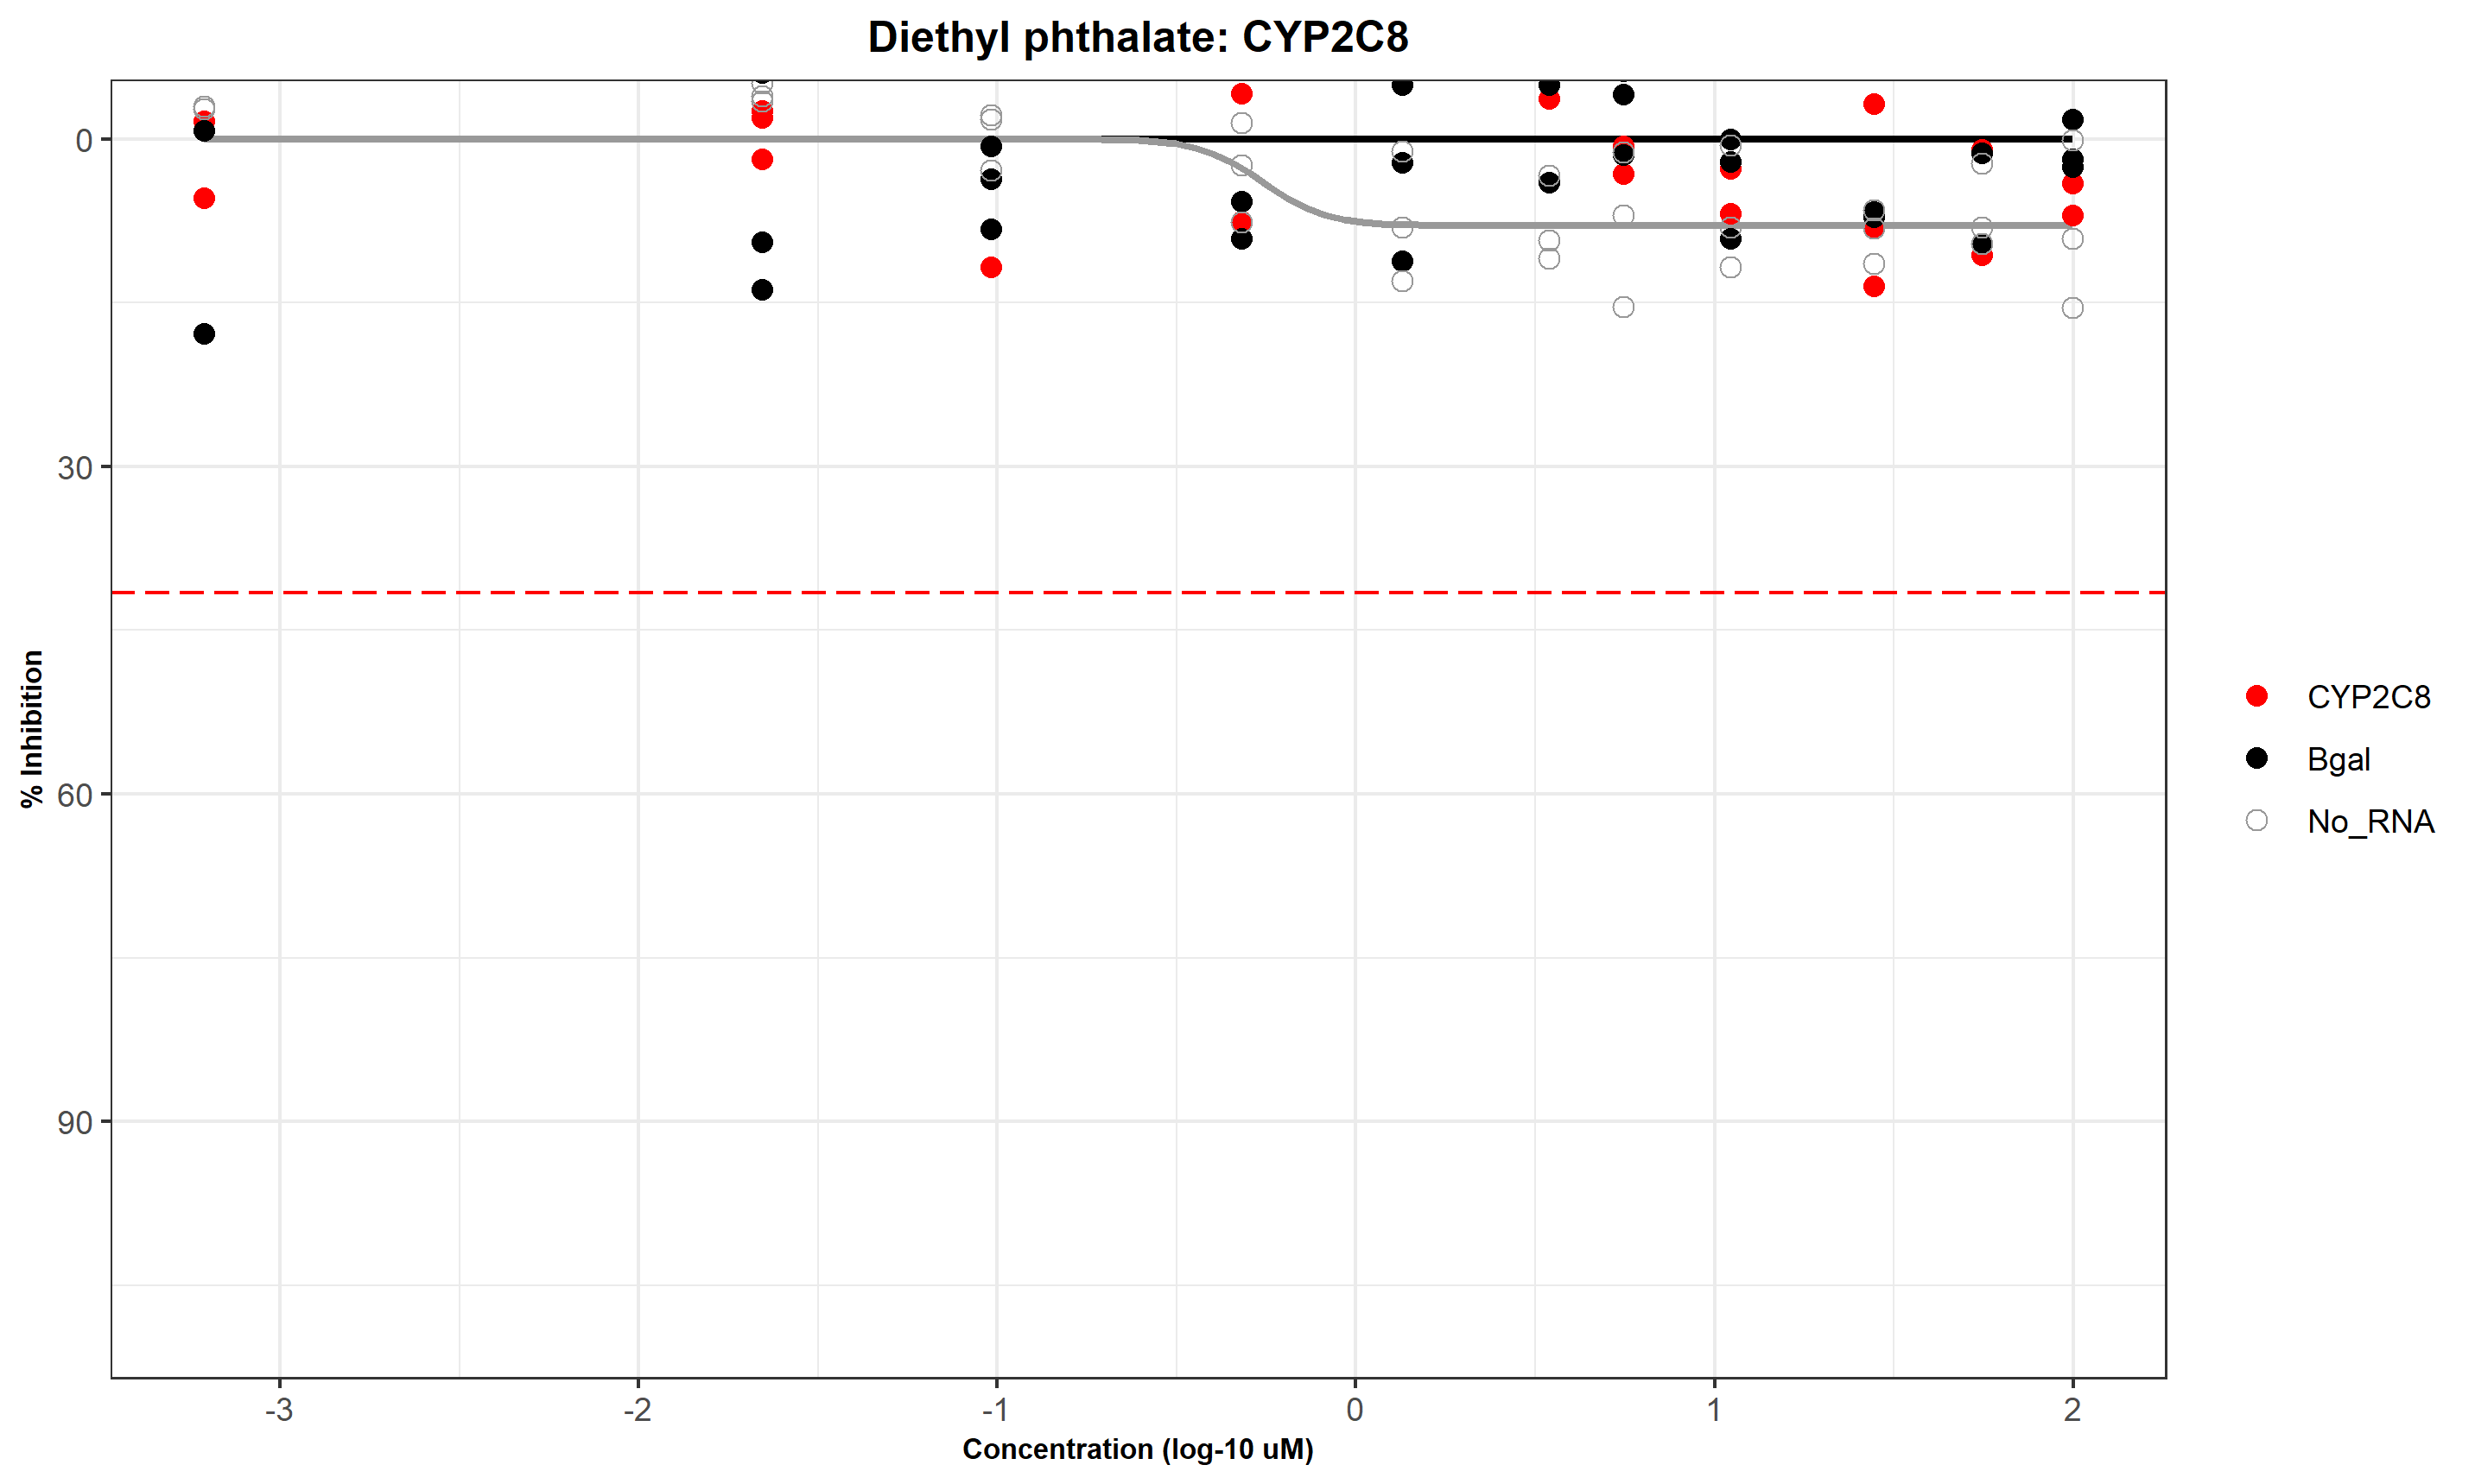 Diethyl phthalate: CYP2C8
% Inhibition
0
30
60
90
-3
-2
-1
0
1
2
Concentration (log-10 uM)
CYP2C8
Bgal
No_RNA